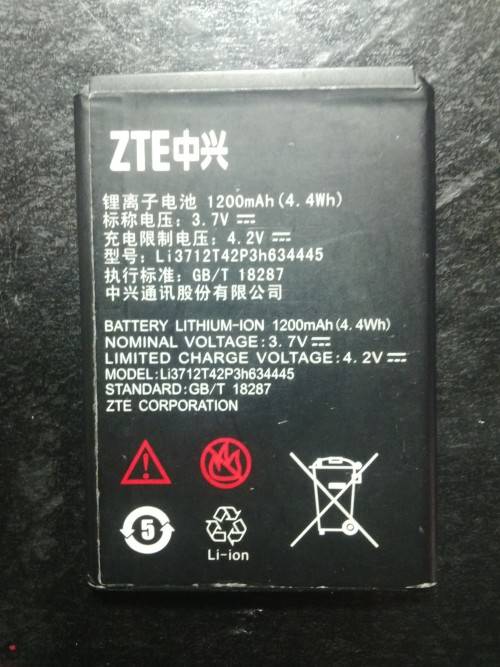 ZTE中兴
锂离子电池 1200mAh(4.4Wh)
标称电压: 3.7V ⎓
充电限制电压: 4.2V ⎓
型号: Li3712T42P3h634445
执行标准: GB/T 18287
中兴通讯股份有限公司
BATTERY LITHIUM-ION 1200mAh(4.4Wh)
NOMINAL VOLTAGE:3.7V⎓
LIMITED CHARGE VOLTAGE:4.2V⎓
MODEL:Li3712T42P3h634445
STANDARD:GB/T 18287
ZTE CORPORATION
5
Li-ion